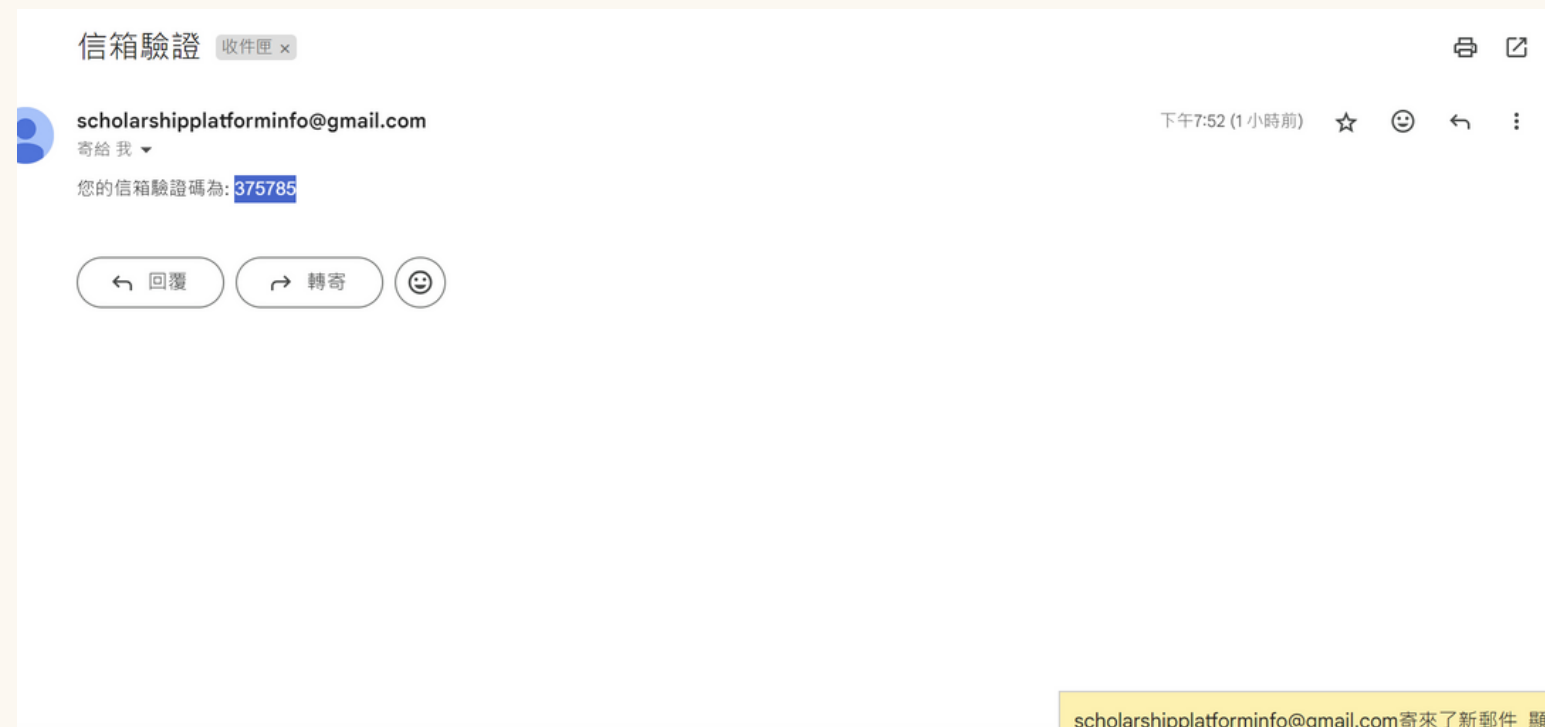 信箱驗證 收件匣 ×
scholarshipplatforminfo@gmail.com 下午7:52 (1 小時前)
寄給 我
您的信箱驗證碼為: 375785
回覆 轉寄
scholarshipplatforminfo@gmail.com寄來了新郵件 顯